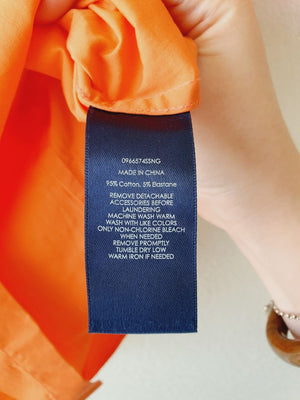 0966574SSNG
MADE IN CHINA
95% Cotton, 5% Elastane
REMOVE DETACHABLE
ACCESSORIES BEFORE
LAUNDERING
MACHINE WASH WARM
WASH WITH LIKE COLORS
ONLY NON-CHLORINE BLEACH
WHEN NEEDED
REMOVE PROMPTLY
TUMBLE DRY LOW
WARM IRON IF NEEDED